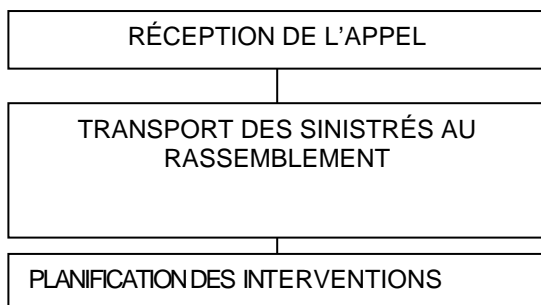 RÉCEPTION DE L'APPEL
TRANSPORT DES SINISTRÉS AU
RASSEMBLEMENT
PLANIFICATION DES INTERVENTIONS